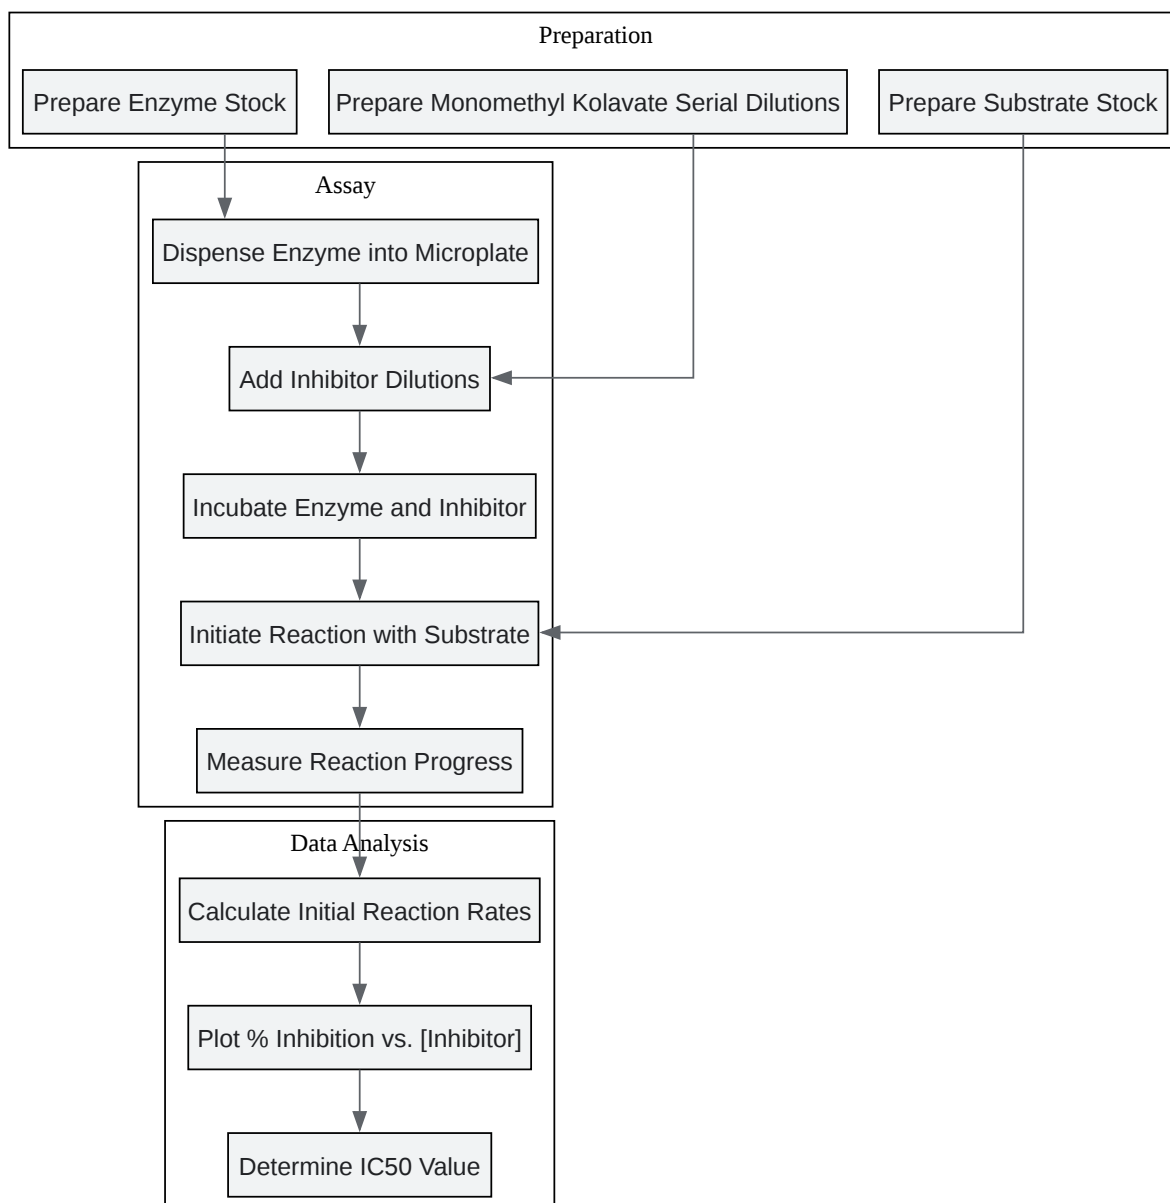 Preparation
Prepare Enzyme Stock
Prepare Monomethyl Kolavate Serial Dilutions
Prepare Substrate Stock
Assay
Dispense Enzyme into Microplate
Add Inhibitor Dilutions
Incubate Enzyme and Inhibitor
Initiate Reaction with Substrate
Measure Reaction Progress
Data Analysis
Calculate Initial Reaction Rates
Plot % Inhibition vs. [Inhibitor]
Determine IC50 Value